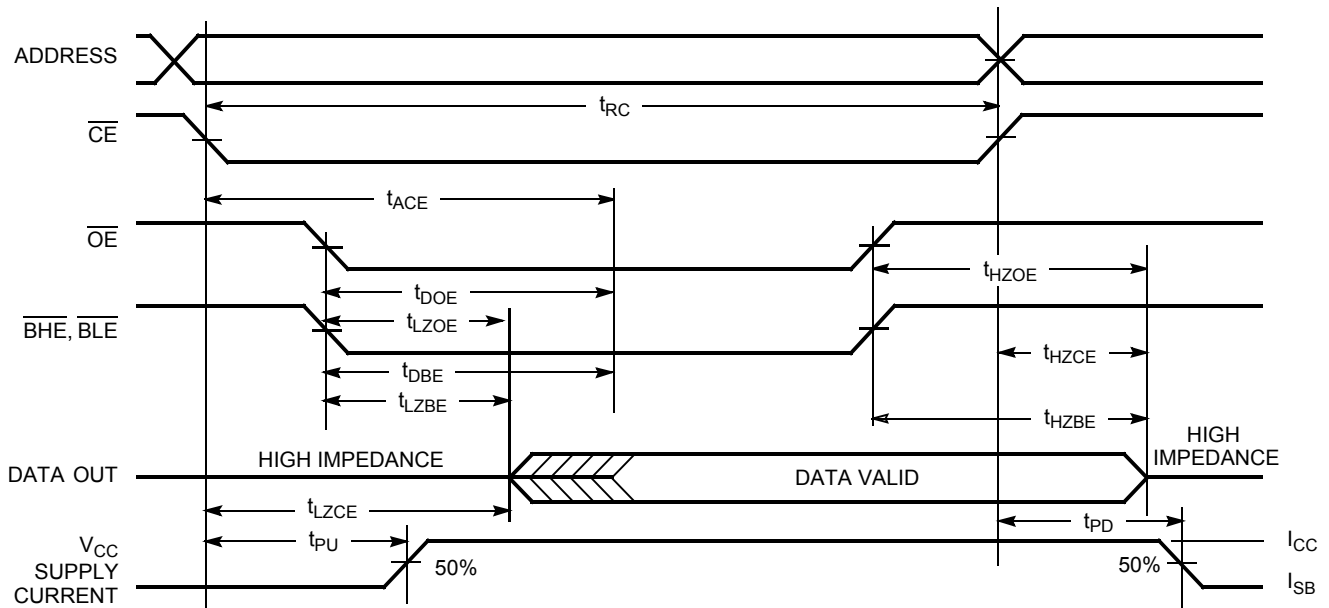 ADDRESS
tRC
CE
tACE
OE
tHZOE
tDOE
BHE, BLE
tLZOE
tHZCE
tDBE
tLZBE
tHZBE
HIGH
IMPEDANCE
HIGH IMPEDANCE
DATA OUT
DATA VALID
tLZCE
tPD
tPU
VCC
SUPPLY
CURRENT
50%
50%
ICC
ISB